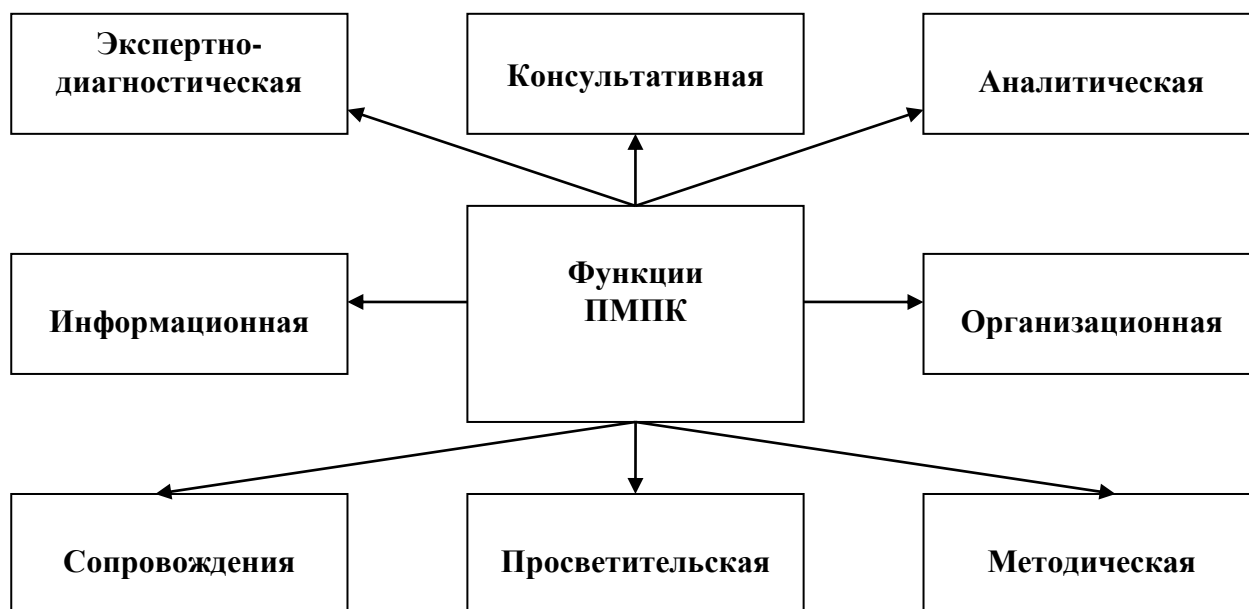 Экспертно-
диагностическая
Консультативная
Аналитическая
Информационная
Функции
ПМПК
Организационная
Сопровождения
Просветительская
Методическая